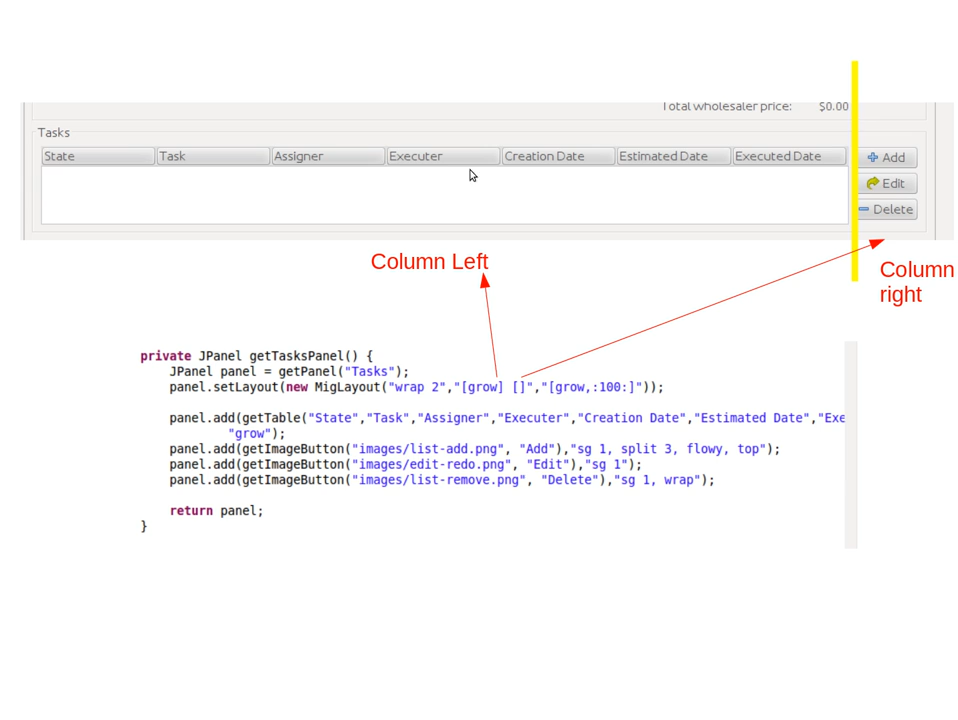 Total wholesaler price: $0.00
Tasks
State Task Assigner Executer Creation Date Estimated Date Executed Date
Add
Edit
Delete
Column Left
Column
right
private JPanel getTasksPanel() {
JPanel panel = getPanel("Tasks");
panel.setLayout(new MigLayout("wrap 2","[grow] []","[grow,:100:]"));
panel.add(getTable("State","Task","Assigner","Executer","Creation Date","Estimated Date","Exe
"grow");
panel.add(getImageButton("images/list-add.png", "Add"),"sg 1, split 3, flowy, top");
panel.add(getImageButton("images/edit-redo.png", "Edit"),"sg 1");
panel.add(getImageButton("images/list-remove.png", "Delete"),"sg 1, wrap");
return panel;
}